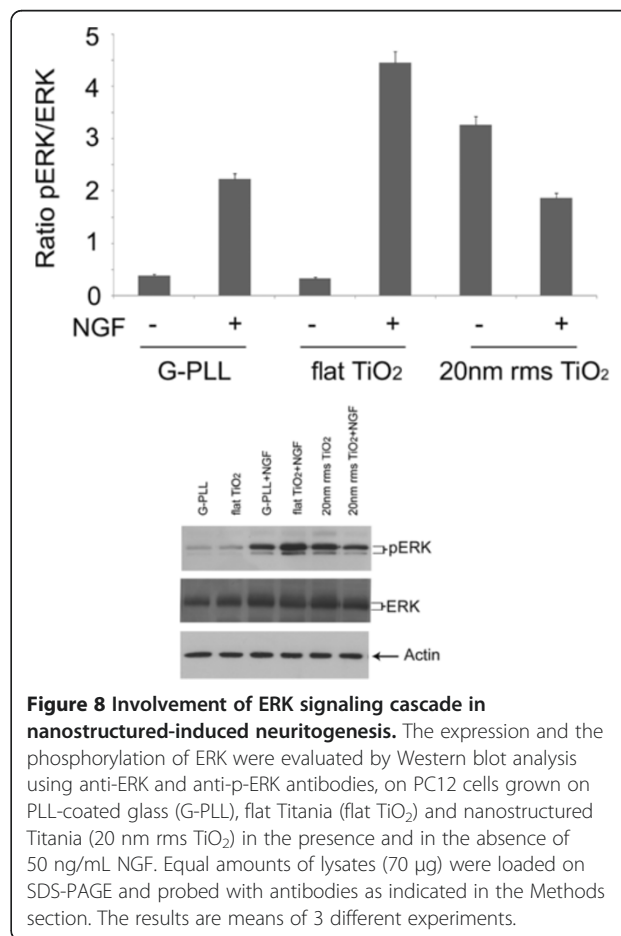 5
4
3
2
1
0
Ratio pERK/ERK
NGF - + - + - +
G-PLL flat TiO₂ 20nm rms TiO₂
G-PLL
flat TiO₂
G-PLL+NGF
flat TiO₂+NGF
20nm rms TiO₂
20nm rms TiO₂+NGF
pERK
ERK
Actin
Figure 8 Involvement of ERK signaling cascade in
nanostructured-induced neuritogenesis. The expression and the
phosphorylation of ERK were evaluated by Western blot analysis
using anti-ERK and anti-p-ERK antibodies, on PC12 cells grown on
PLL-coated glass (G-PLL), flat Titania (flat TiO₂) and nanostructured
Titania (20 nm rms TiO₂) in the presence and in the absence of
50 ng/mL NGF. Equal amounts of lysates (70 μg) were loaded on
SDS-PAGE and probed with antibodies as indicated in the Methods
section. The results are means of 3 different experiments.